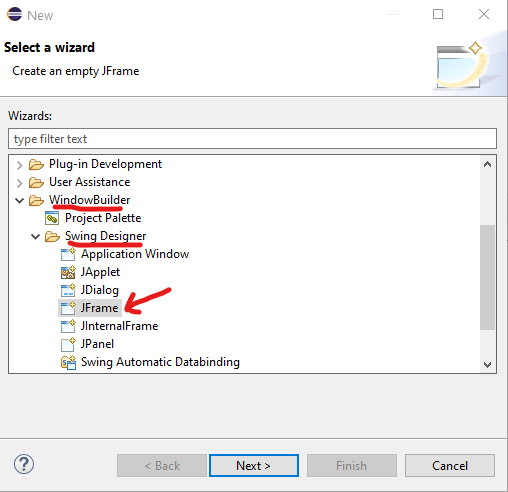 New
Select a wizard
Create an empty JFrame
Wizards:
type filter text
Plug-in Development
User Assistance
WindowBuilder
Project Palette
Swing Designer
Application Window
JApplet
JDialog
JFrame
JInternalFrame
JPanel
Swing Automatic Databinding
? < Back Next > Finish Cancel